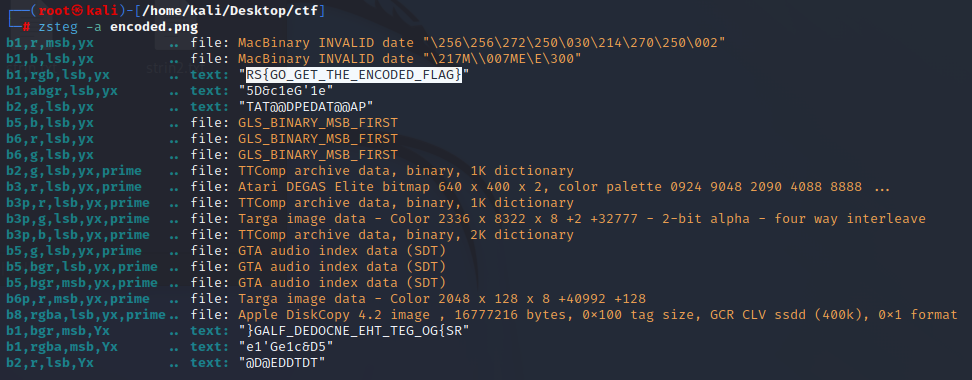 ┌──(root㉿kali)-[/home/kali/Desktop/ctf]
└─# zsteg -a encoded.png
b1,r,msb,yx .. file: MacBinary INVALID date "\256\256\272\250\030\214\270\250\002"
b1,b,lsb,yx .. file: MacBinary INVALID date "\217M\\007ME\E\300"
b1,rgb,lsb,yx .. text: "RS{GO_GET_THE_ENCODED_FLAG}"
b1,abgr,lsb,yx .. text: "5D&c1eG'1e"
b2,g,lsb,yx .. text: "TAT@@DPEDAT@@AP"
b5,b,lsb,yx .. file: GLS_BINARY_MSB_FIRST
b6,r,lsb,yx .. file: GLS_BINARY_MSB_FIRST
b6,g,lsb,yx .. file: GLS_BINARY_MSB_FIRST
b2,g,lsb,yx,prime .. file: TTComp archive data, binary, 1K dictionary
b3,r,lsb,yx,prime .. file: Atari DEGAS Elite bitmap 640 x 400 x 2, color palette 0924 9048 2090 4088 8888 ...
b3p,r,lsb,yx,prime .. file: TTComp archive data, binary, 1K dictionary
b3p,g,lsb,yx,prime .. file: Targa image data - Color 2336 x 8322 x 8 +2 +32777 - 2-bit alpha - four way interleave
b3p,b,lsb,yx,prime .. file: TTComp archive data, binary, 2K dictionary
b5,g,lsb,yx,prime .. file: GTA audio index data (SDT)
b5,bgr,lsb,yx,prime .. file: GTA audio index data (SDT)
b5,bgr,msb,yx,prime .. file: GTA audio index data (SDT)
b6p,r,msb,yx,prime .. file: Targa image data - Color 2048 x 128 x 8 +40992 +128
b8,rgba,lsb,yx,prime.. file: Apple DiskCopy 4.2 image , 16777216 bytes, 0x100 tag size, GCR CLV ssdd (400k), 0x1 format
b1,bgr,msb,Yx .. text: "}GALF_DEDOCNE_EHT_TEG_OG{SR"
b1,rgba,msb,Yx .. text: "e1'Ge1c&D5"
b2,r,lsb,Yx .. text: "@D@EDDTDT"